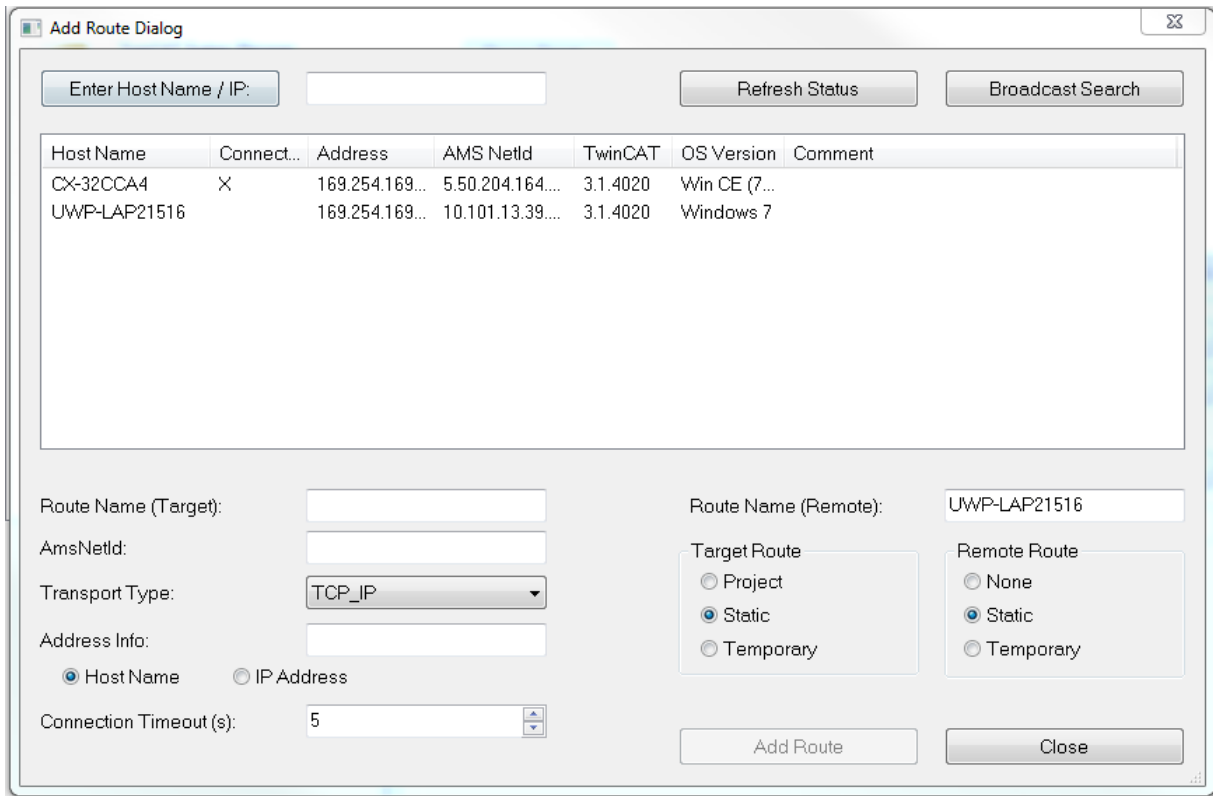 Add Route Dialog
Enter Host Name / IP: Refresh Status Broadcast Search
Host Name Connect... Address AMS NetId TwinCAT OS Version Comment
CX-32CCA4 X 169.254.169... 5.50.204.164.... 3.1.4020 Win CE (7...
UWP-LAP21516 169.254.169... 10.101.13.39.... 3.1.4020 Windows 7
Route Name (Target): Route Name (Remote): UWP-LAP21516
AmsNetId: Target Route Remote Route
Project None
Transport Type: TCP_IP
Static Static
Address Info:
Temporary Temporary
Host Name IP Address
Connection Timeout (s): 5
Add Route Close